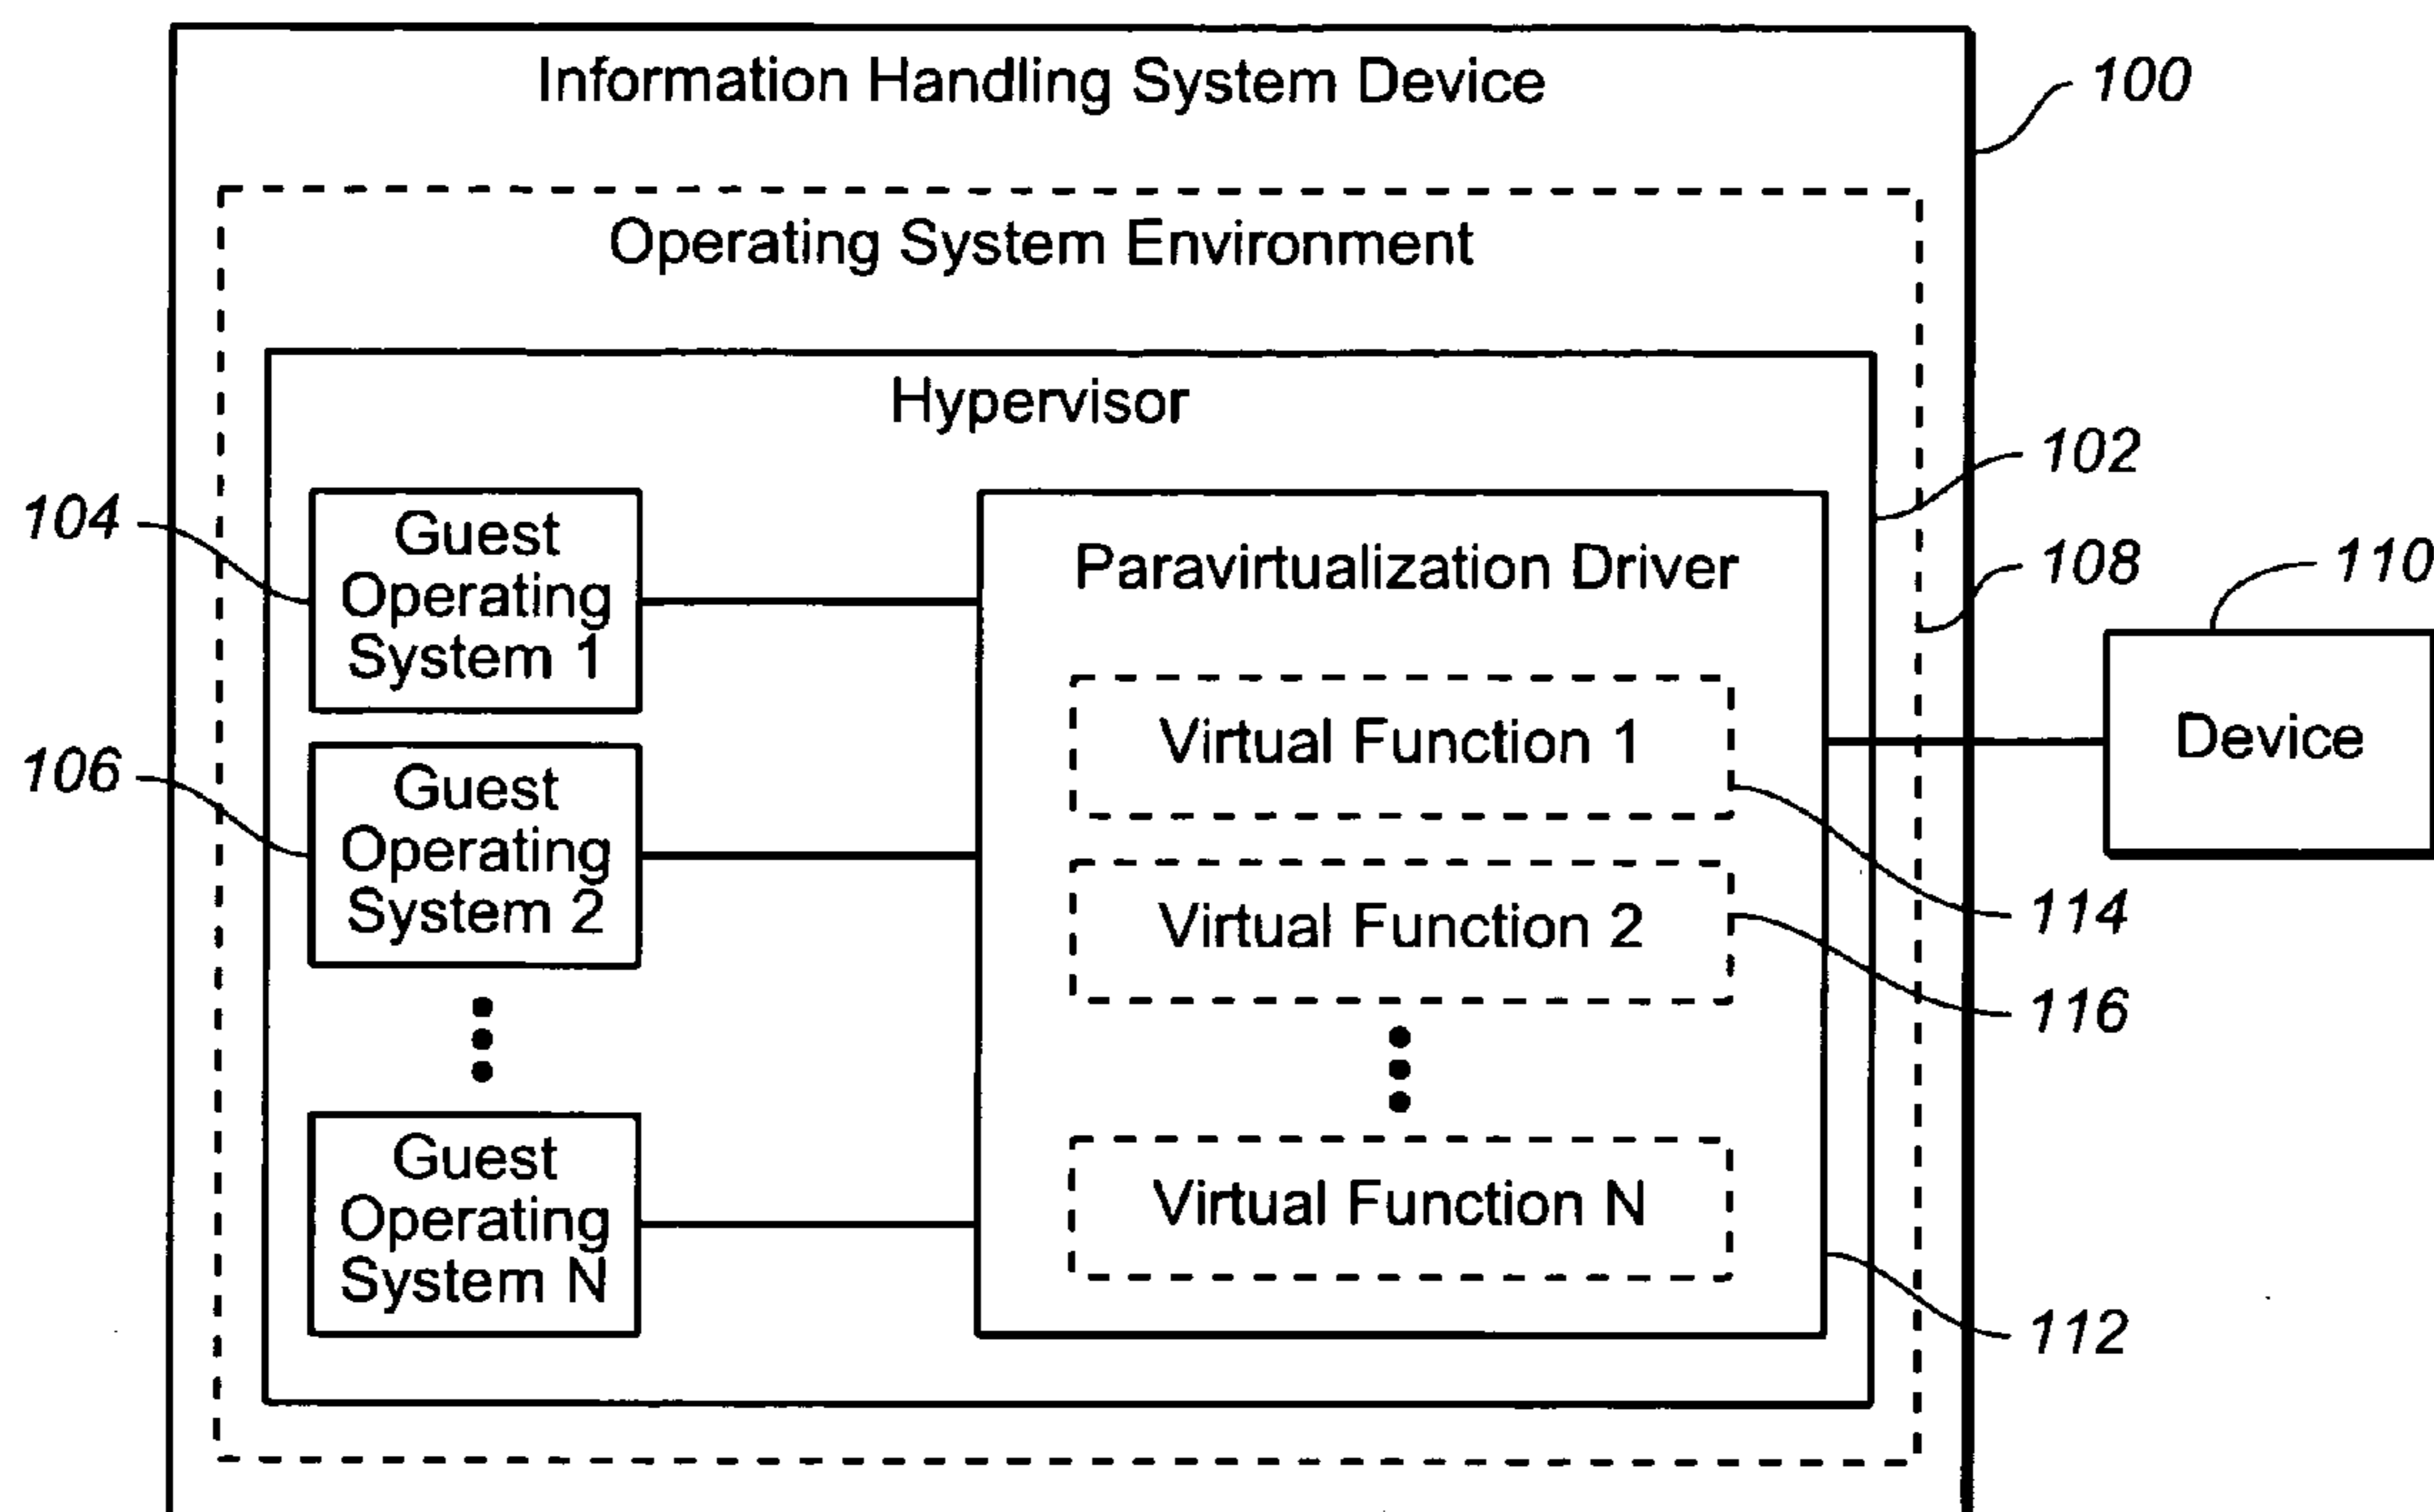 Information Handling System Device
100
Operating System Environment
Hypervisor
102
104
Guest
Operating
System 1
Paravirtualization Driver
108
110
Device
106
Guest
Operating
System 2
Virtual Function 1
114
Virtual Function 2
116
Guest
Operating
System N
Virtual Function N
112